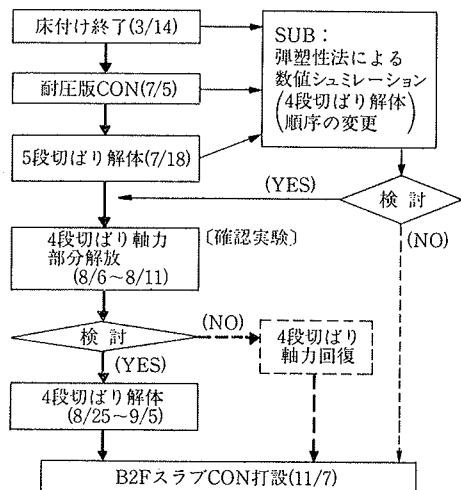 床付け終了(3/14)
耐圧版CON(7/5)
5段切ばり解体(7/18)
SUB：
弾塑性法による
数値シュミレーション
(4段切ばり解体
順序の変更
(YES)
検討
(NO)
4段切ばり軸力
部分解放
(8/6～8/11)
〔確認実験〕
検討
(NO)
(YES)
4段切ばり
軸力回復
4段切ばり解体
(8/25～9/5)
B2FスラブCON打設(11/7)